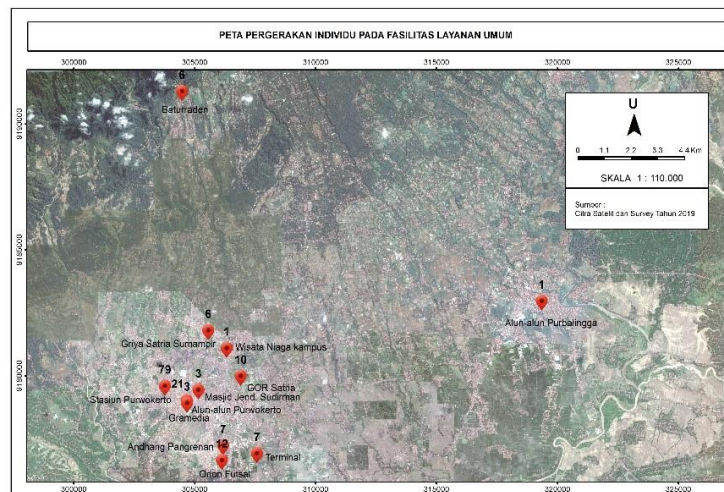 PETA PERGERAKAN INDIVIDU PADA FASILITAS LAYANAN UMUM
300000 305000 310000 315000 320000 325000
9190000
9185000
9180000
6
Baturraden
U
0 1.1 2.2 3.3 4.4 Km
SKALA 1 : 110.000
Sumber :
Citra Satelit dan Survey Tahun 2019
1
Alun-alun Purbalingga
6
Griya Satria Sumampir
1
Wisata Niaga kampus
10
GOR Satria
79
Stasiun Purwokerto
21
3
3
Masjid Jend. Sudirman
Alun-alun Purwokerto
Gramedia
7
Andhang Pangrenan
12
Orion Futsal
7
Terminal
300000 305000 310000 315000 320000 325000